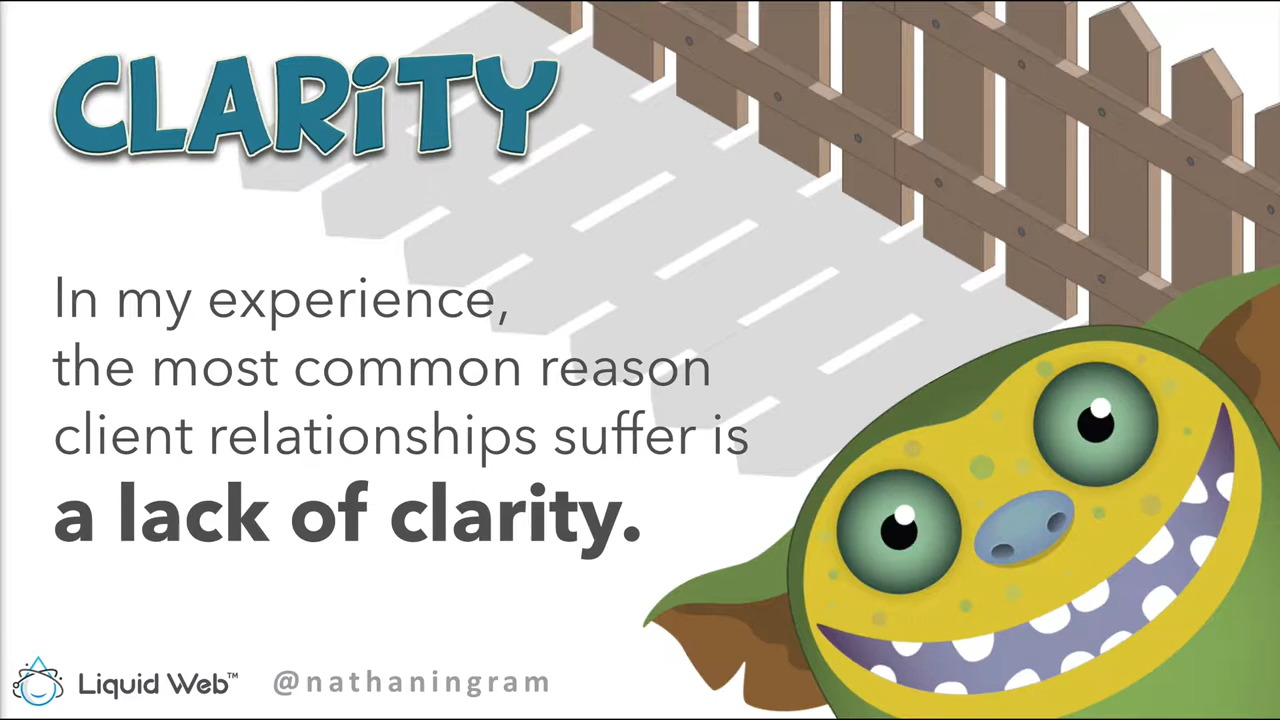 CLARiTY
In my experience,
the most common reason
client relationships suffer is
a lack of clarity.
Liquid Web™
@nathaningram